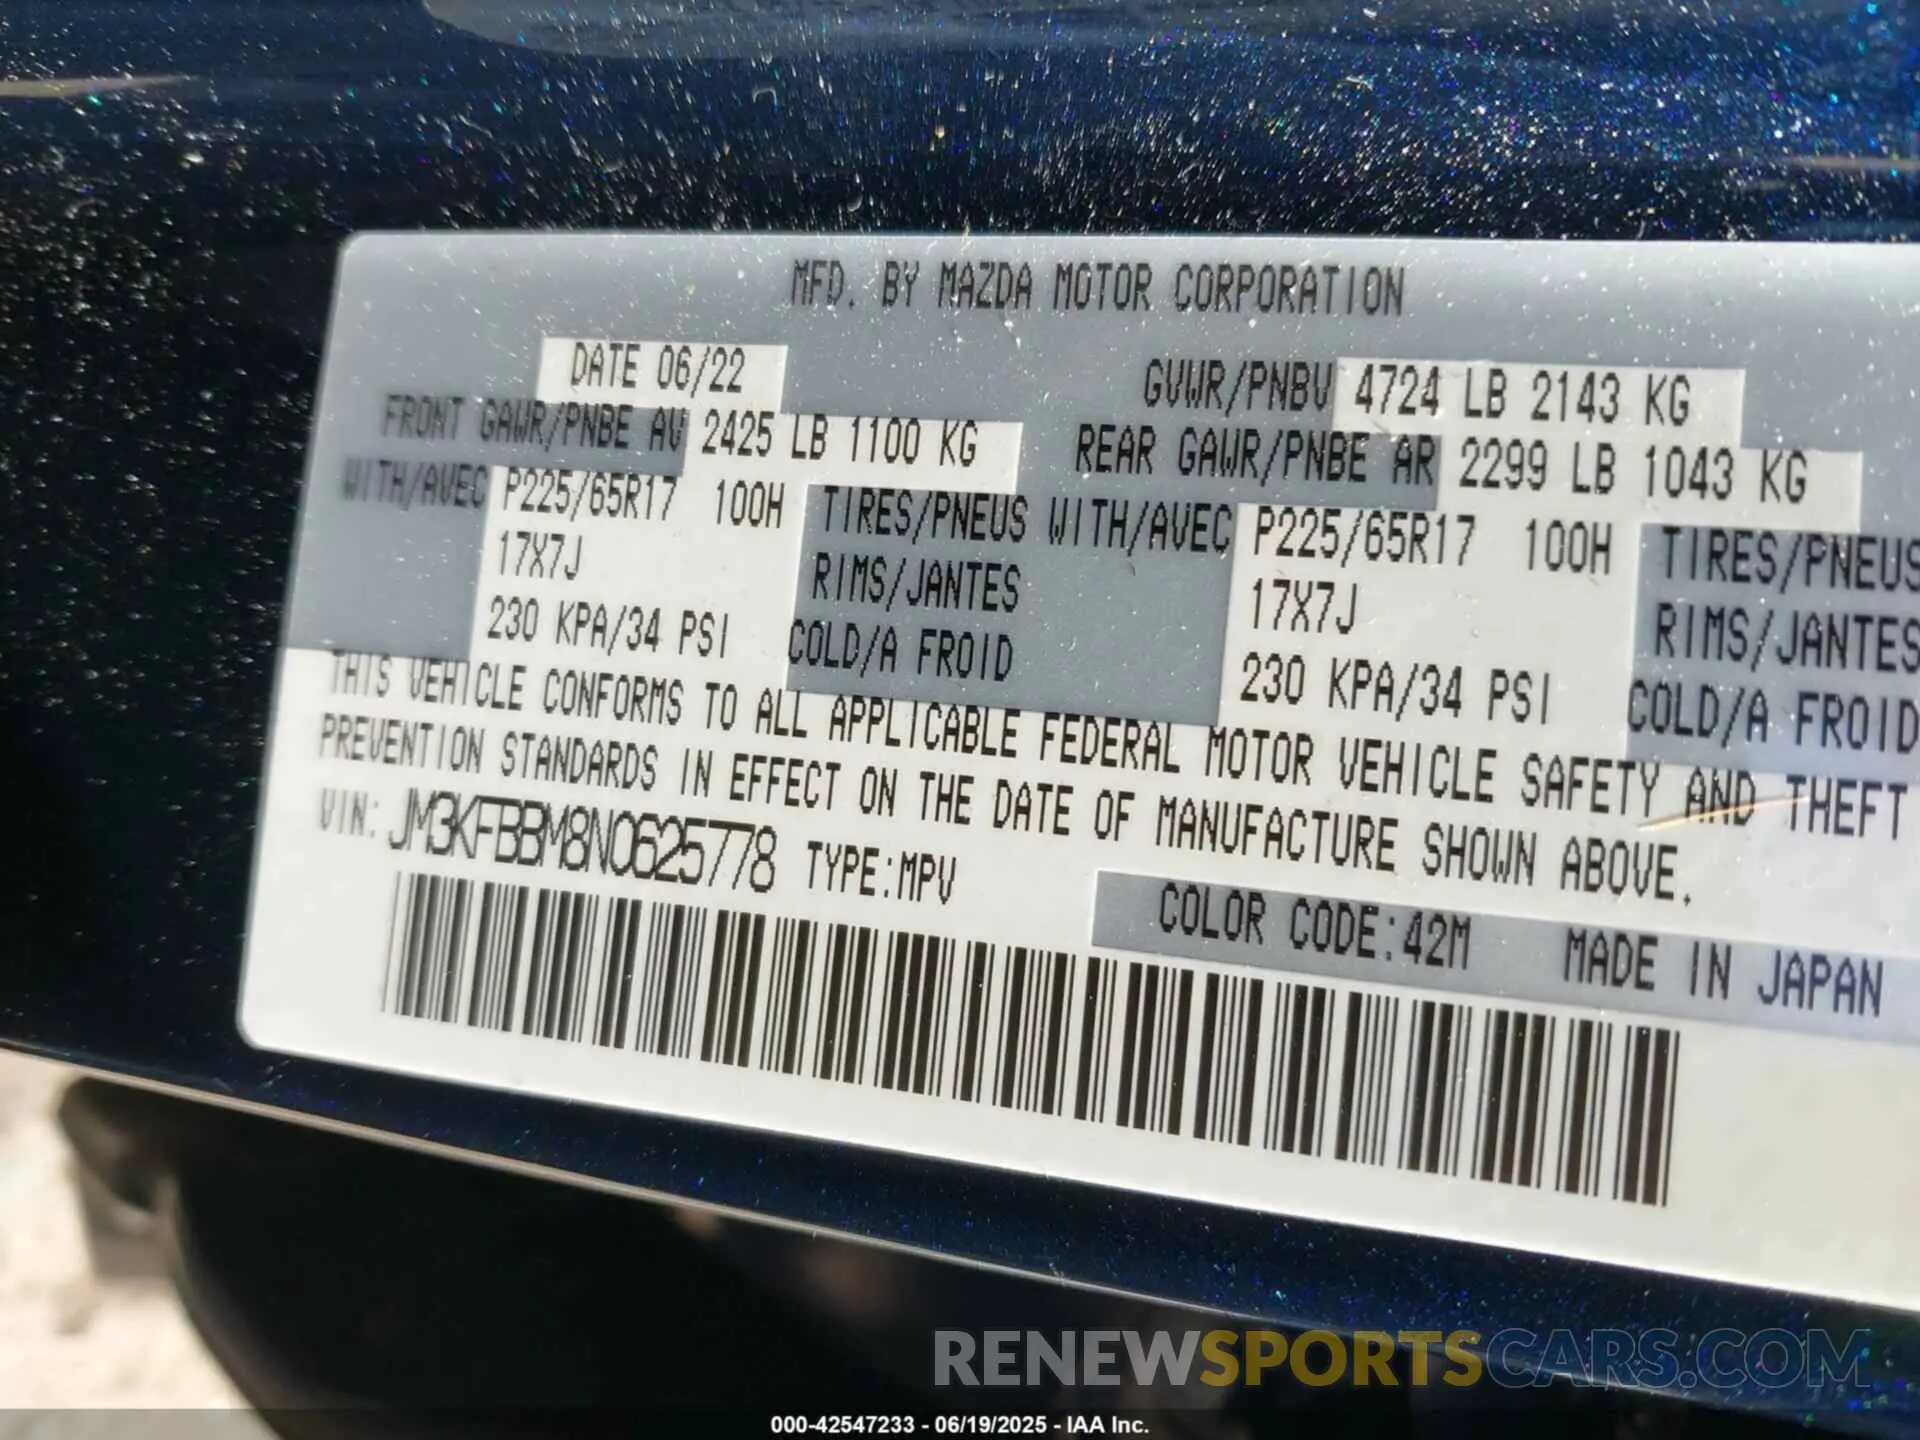 MFD. BY MAZDA MOTOR CORPORATION
DATE 06/22 GVWR/PNBV 4724 LB 2143 KG
FRONT GAWR/PNBE AV 2425 LB 1100 KG REAR GAWR/PNBE AR 2299 LB 1043 KG
WITH/AVEC P225/65R17 100H TIRES/PNEUS WITH/AVEC P225/65R17 100H TIRES/PNEUS
17X7J RIMS/JANTES 17X7J RIMS/JANTES
230 KPA/34 PSI COLD/A FROID 230 KPA/34 PSI COLD/A FROID
THIS VEHICLE CONFORMS TO ALL APPLICABLE FEDERAL MOTOR VEHICLE SAFETY AND THEFT
PREVENTION STANDARDS IN EFFECT ON THE DATE OF MANUFACTURE SHOWN ABOVE.
VIN: JM3KFBBM8N0625778 TYPE:MPV
COLOR CODE:42M MADE IN JAPAN
RENEWSPORTSCARS.COM
000-42547233 - 06/19/2025 - IAA Inc.